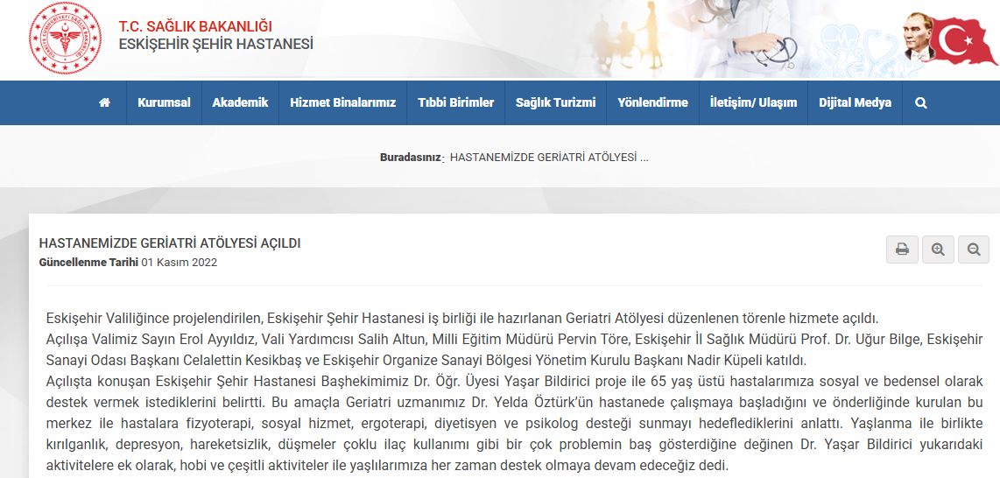 T.C. SAĞLIK BAKANLIĞI
ESKİŞEHİR ŞEHİR HASTANESİ
Kurumsal
Akademik
Hizmet Binalarımız
Tıbbi Birimler
Sağlık Turizmi
Yönlendirme
İletişim/ Ulaşım
Dijital Medya
Buradasınız: HASTANEMİZDE GERİATRİ ATÖLYESİ ...
HASTANEMİZDE GERİATRİ ATÖLYESİ AÇILDI
Güncellenme Tarihi 01 Kasım 2022
Eskişehir Valiliğince projelendirilen, Eskişehir Şehir Hastanesi iş birliği ile hazırlanan Geriatri Atölyesi düzenlenen törenle hizmete açıldı.
Açılışa Valimiz Sayın Erol Ayyıldız, Vali Yardımcısı Salih Altun, Milli Eğitim Müdürü Pervin Töre, Eskişehir İl Sağlık Müdürü Prof. Dr. Uğur Bilge, Eskişehir
Sanayi Odası Başkanı Celalettin Kesikbaş ve Eskişehir Organize Sanayi Bölgesi Yönetim Kurulu Başkanı Nadir Küpeli katıldı.
Açılışta konuşan Eskişehir Şehir Hastanesi Başhekimimiz Dr. Öğr. Üyesi Yaşar Bildirici proje ile 65 yaş üstü hastalarımıza sosyal ve bedensel olarak
destek vermek istediklerini belirtti. Bu amaçla Geriatri uzmanımız Dr. Yelda Öztürk’ün hastanede çalışmaya başladığını ve önderliğinde kurulan bu
merkez ile hastalara fizyoterapi, sosyal hizmet, ergoterapi, diyetisyen ve psikolog desteği sunmayı hedeflediklerini anlattı. Yaşlanma ile birlikte
kırılganlık, depresyon, hareketsizlik, düşmeler çoklu ilaç kullanımı gibi bir çok problemin baş gösterdiğine değinen Dr. Yaşar Bildirici yukarıdaki
aktivitelere ek olarak, hobi ve çeşitli aktiviteler ile yaşlılarımıza her zaman destek olmaya devam edeceğiz dedi.